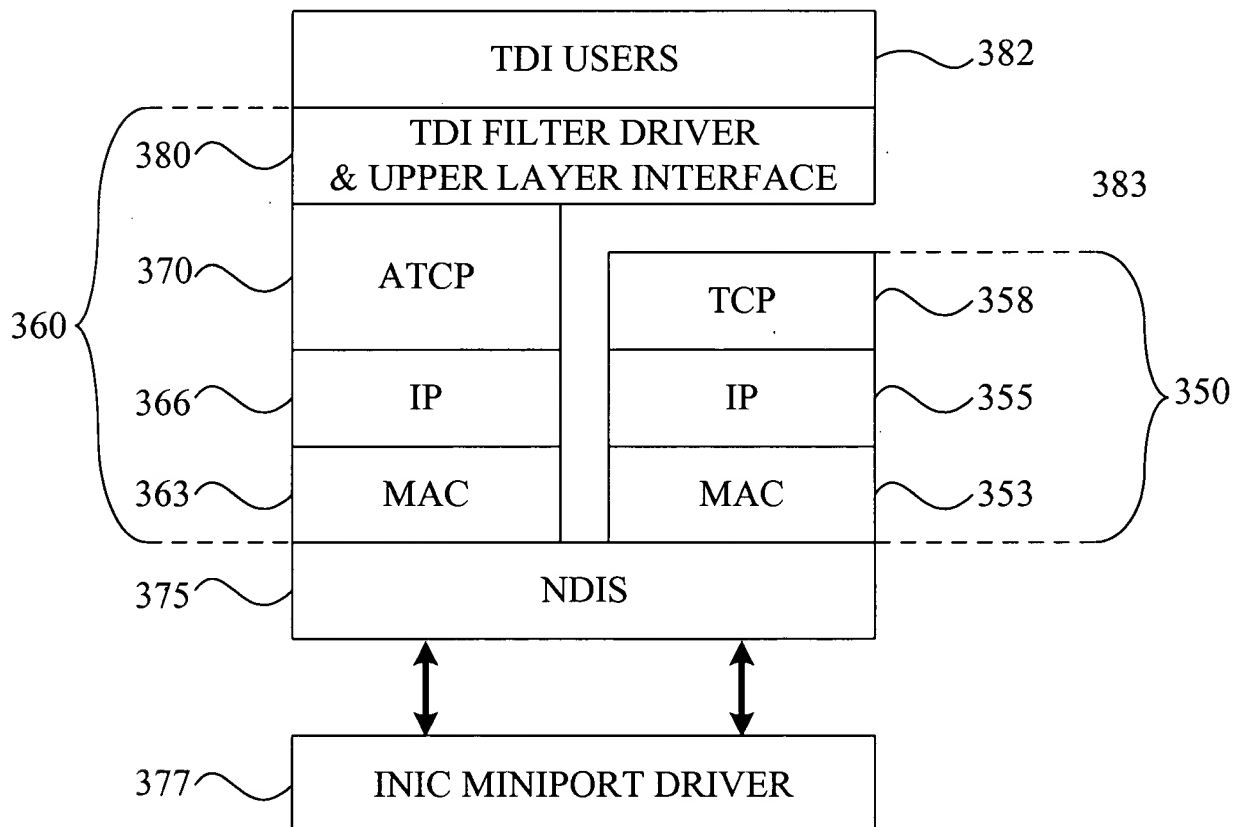 TDI USERS 382
380 TDI FILTER DRIVER
& UPPER LAYER INTERFACE
383
370 ATCP
TCP 358
360
366 IP IP 355
350
363 MAC MAC 353
375 NDIS
377 INIC MINIPORT DRIVER